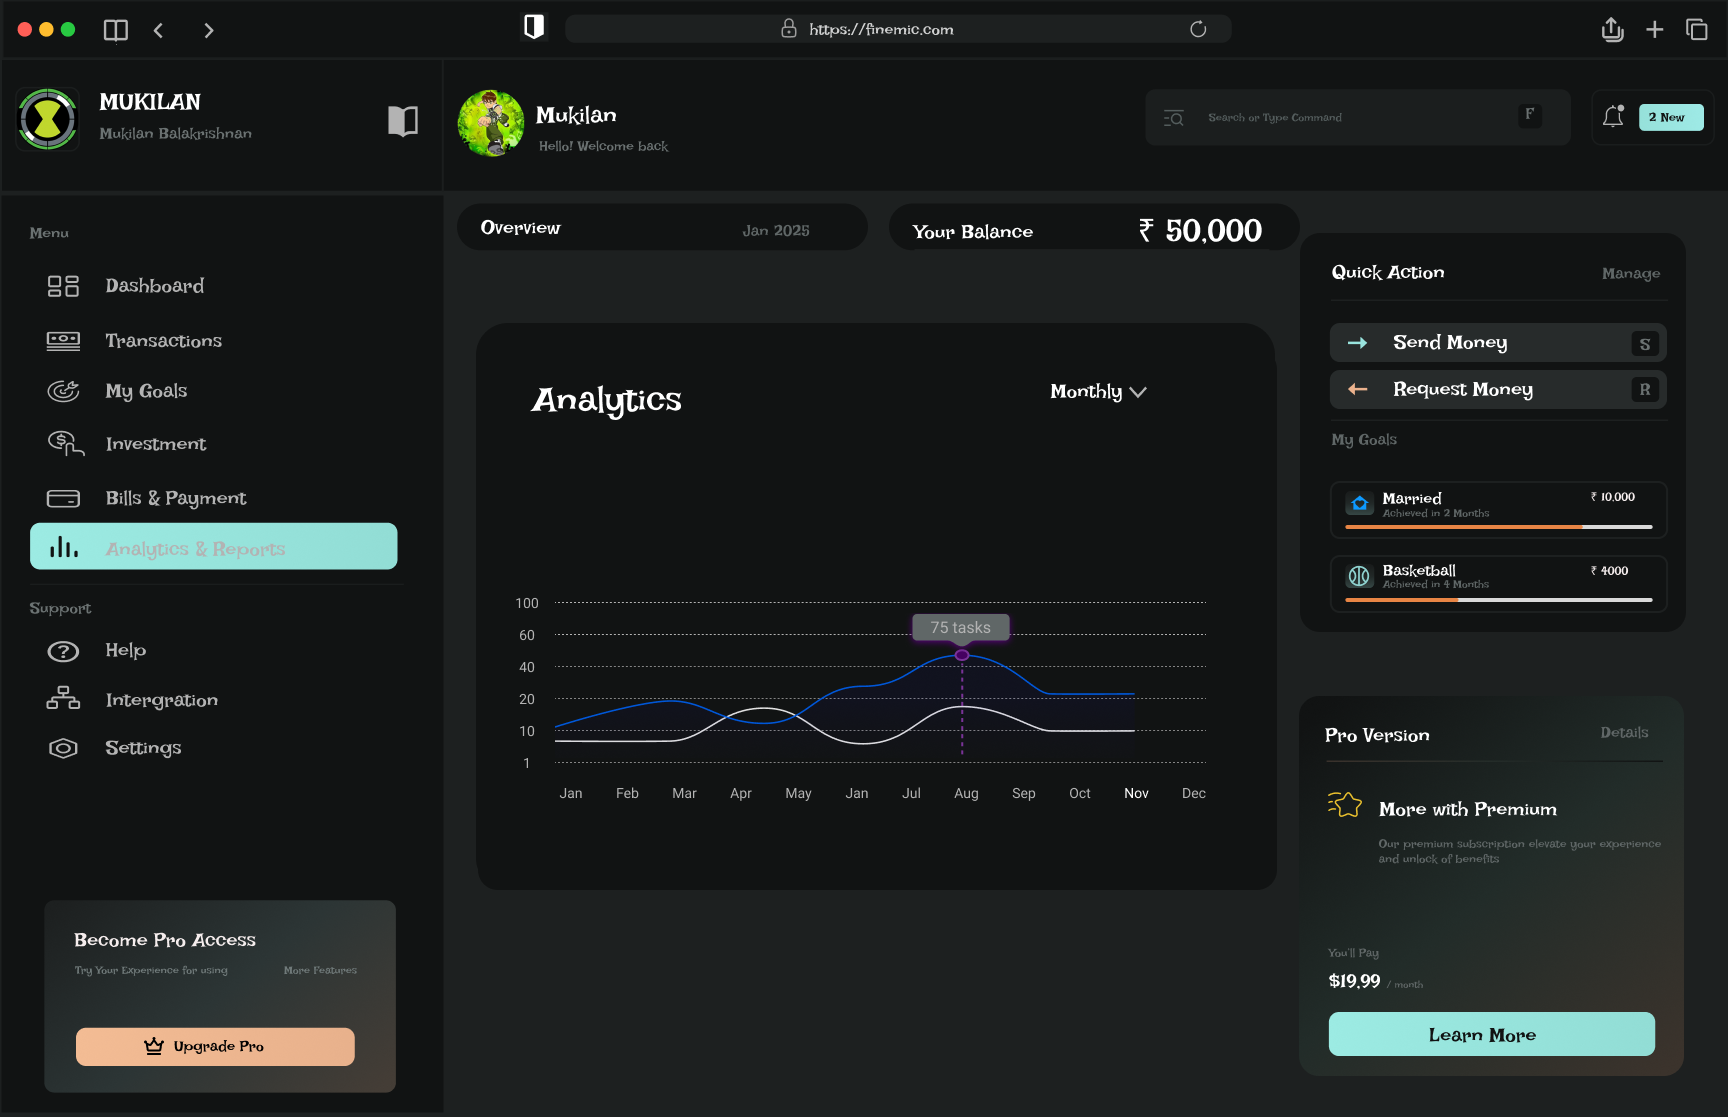 https://finemic.com
MUKILAN
Mukilan Balakrishnan
Mukilan
Hello! Welcome back
Search or Type Command
F
2 New
Menu
Dashboard
Transactions
My Goals
Investment
Bills & Payment
Analytics & Reports
Support
Help
Intergration
Settings
Become Pro Access
Try Your Experience for using
More Features
Upgrade Pro
Overview
Jan 2025
Your Balance
₹ 50,000
Analytics
Monthly
100
60
40
20
10
1
75 tasks
Jan Feb Mar Apr May Jan Jul Aug Sep Oct Nov Dec
Quick Action
Manage
Send Money
S
Request Money
R
My Goals
Married
₹ 10,000
Achieved in 2 Months
Basketball
₹ 4000
Achieved in 4 Months
Pro Version
Details
More with Premium
Our premium subscription elevate your experience
and unlock of benefits
You'll Pay
$19,99 / month
Learn More